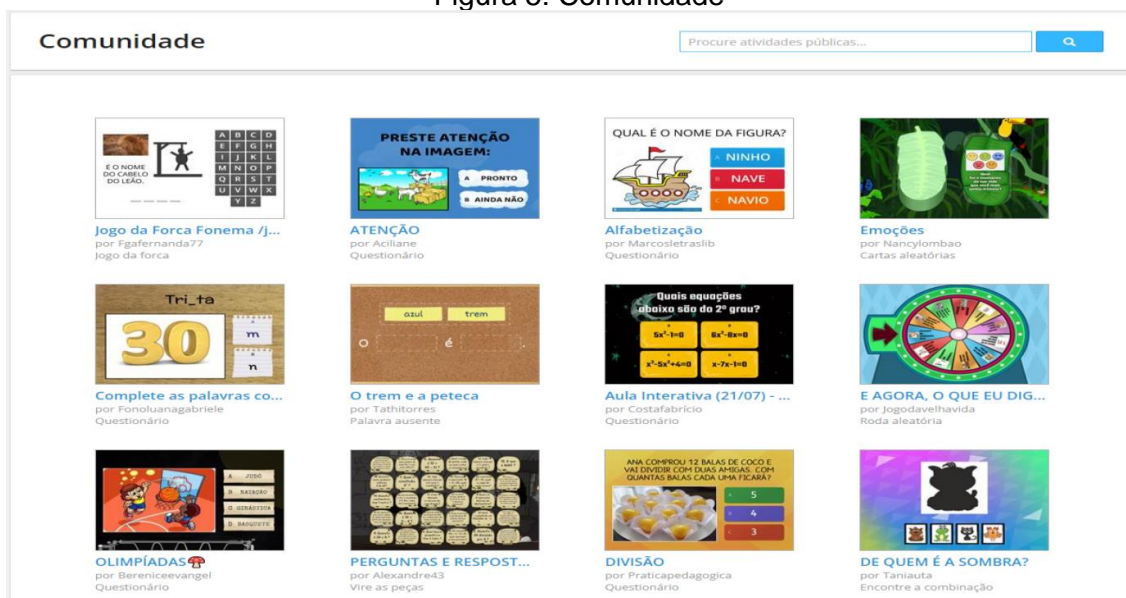 Figura 3. Comunidade
Comunidade
Procure atividades públicas...
É O NOME
DO CABELO
DO LEÃO.
A B C D
E F G H
I J K L
M N O P
Q R S T
U V W X
Y Z
Jogo da Forca Fonema /j...
por Fgafernanda77
Jogo da forca
PRESTE ATENÇÃO
NA IMAGEM:
A PRONTO
B AINDA NÃO
ATENÇÃO
por Aciliane
Questionário
QUAL É O NOME DA FIGURA?
A NINHO
B NAVE
C NAVIO
Alfabetização
por Marcosletraslib
Questionário
Emoções
por Nancylombao
Cartas aleatórias
Tri_ta
30
m
n
Complete as palavras co...
por Fonoluanagabriele
Questionário
azul trem
O é
O trem e a peteca
por Tathitorres
Palavra ausente
Quais equações
abaixo são do 2º grau?
5x²-1=0
6x²-8x=0
x-7x-1=0
Aula Interativa (21/07) - ...
por Costafabrício
Questionário
E AGORA, O QUE EU DIG...
por Jogodavelhavida
Roda aleatória
A JUDÔ
B NATAÇÃO
C GINÁSTICA
D BASQUETE
OLIMPÍADAS🍄
por Bereniceevangel
Questionário
PERGUNTAS E RESPOST...
por Alexandre43
Vire as peças
ANA COMPROU 12 BALAS DE COCO E
VAI DIVIDIR COM DUAS AMIGAS. COM
QUANTAS BALAS CADA UMA FICARÁ?
5
4
3
DIVISÃO
por Praticapedagogica
Questionário
DE QUEM É A SOMBRA?
por Taniauta
Encontre a combinação